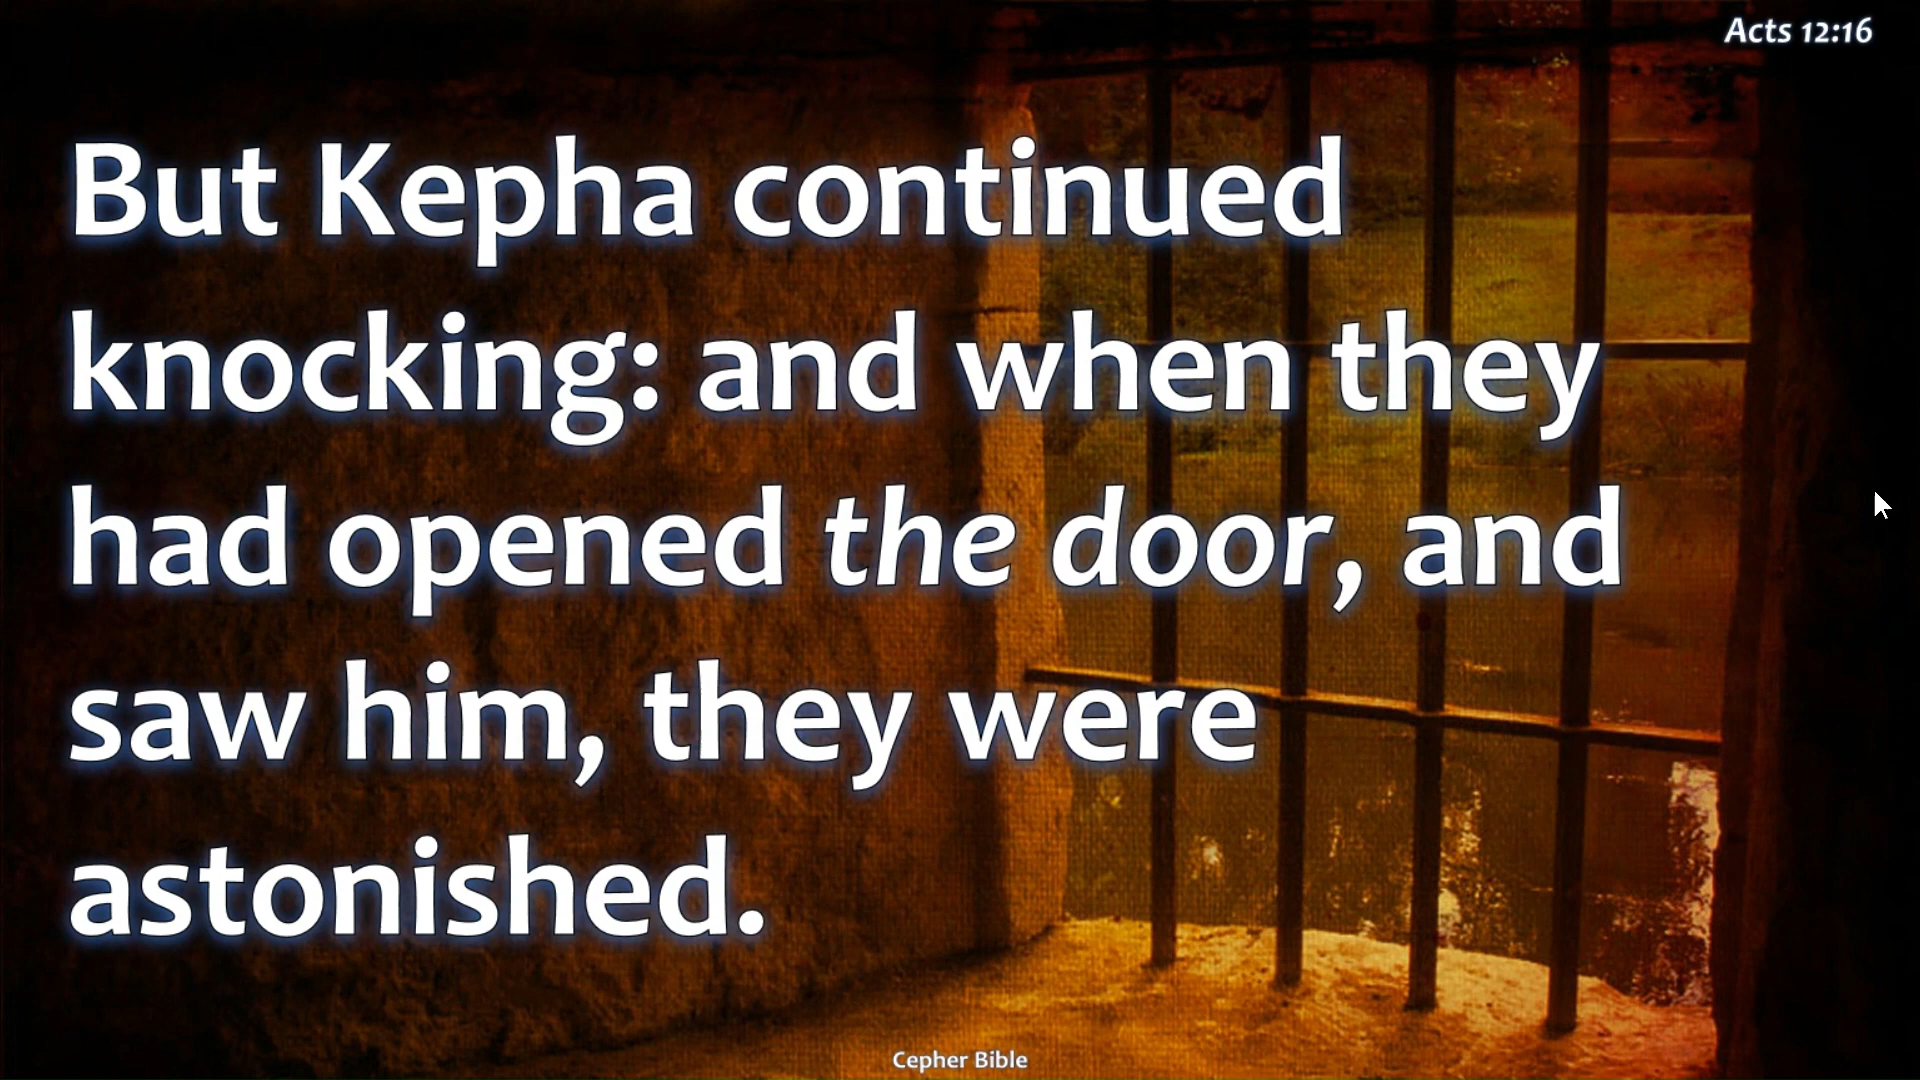 Acts 12:16
But Kepha continued
knocking: and when they
had opened the door, and
saw him, they were
astonished.
Cepher Bible